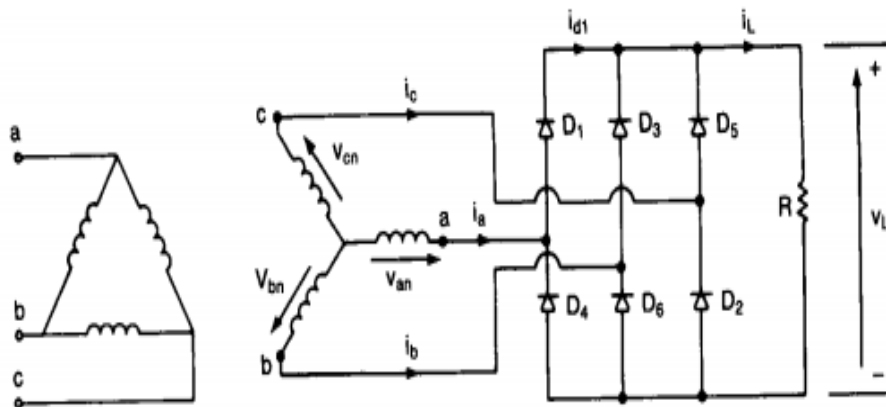 a
b
c
c
i_c
v_cn
a
i_a
v_an
V_bn
b
i_b
i_d1
i_L
D_1
D_3
D_5
D_4
D_6
D_2
R
+
v_L
−